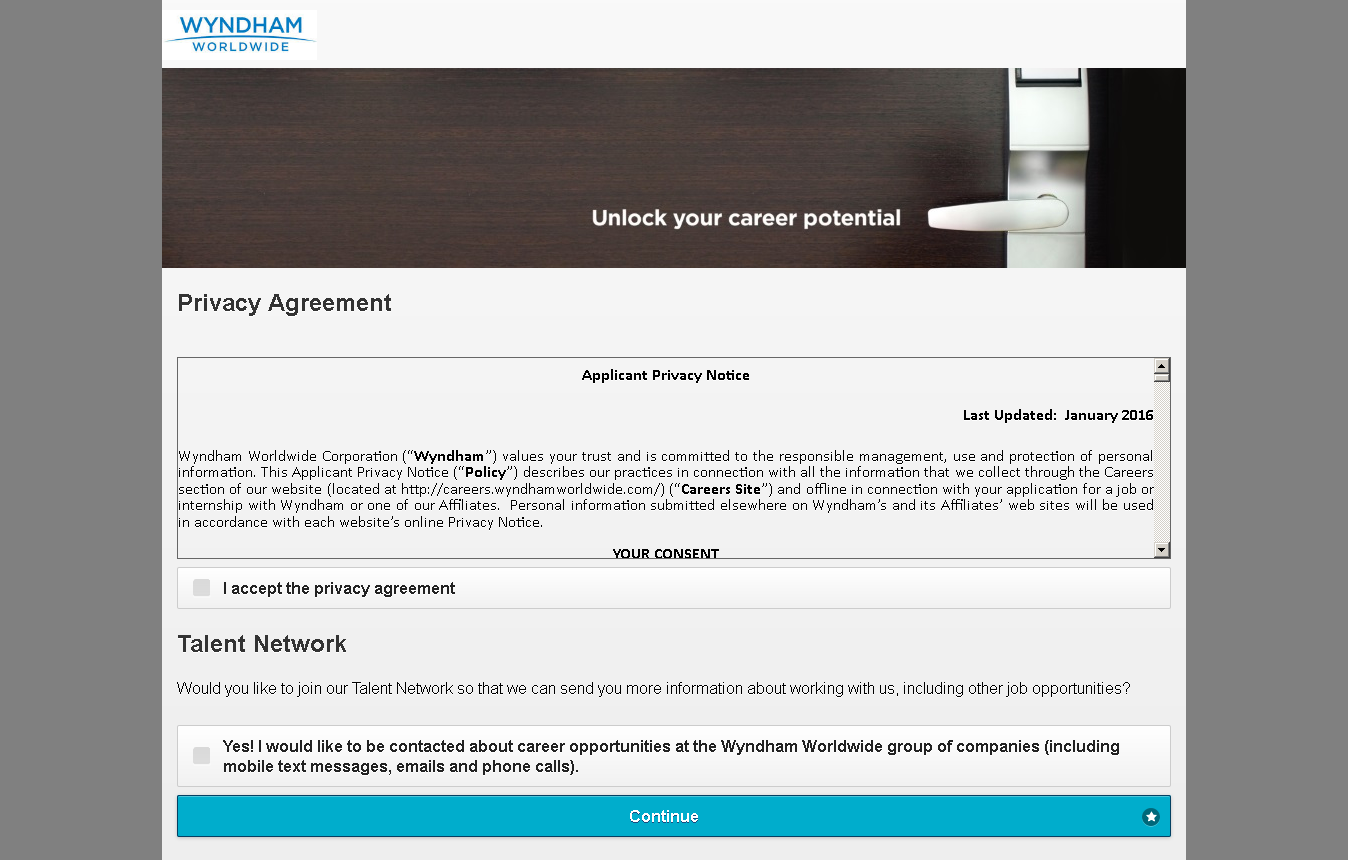 WYNDHAM
WORLDWIDE
Unlock your career potential
Privacy Agreement
Applicant Privacy Notice
Last Updated:  January 2016
Wyndham Worldwide Corporation (“Wyndham”) values your trust and is committed to the responsible management, use and protection of personal
information. This Applicant Privacy Notice (“Policy”) describes our practices in connection with all the information that we collect through the Careers
section of our website (located at http://careers.wyndhamworldwide.com/) (“Careers Site”) and offline in connection with your application for a job or
internship with Wyndham or one of our Affiliates.  Personal information submitted elsewhere on Wyndham’s and its Affiliates’ web sites will be used
in accordance with each website’s online Privacy Notice.
YOUR CONSENT
I accept the privacy agreement
Talent Network
Would you like to join our Talent Network so that we can send you more information about working with us, including other job opportunities?
Yes! I would like to be contacted about career opportunities at the Wyndham Worldwide group of companies (including
mobile text messages, emails and phone calls).
Continue